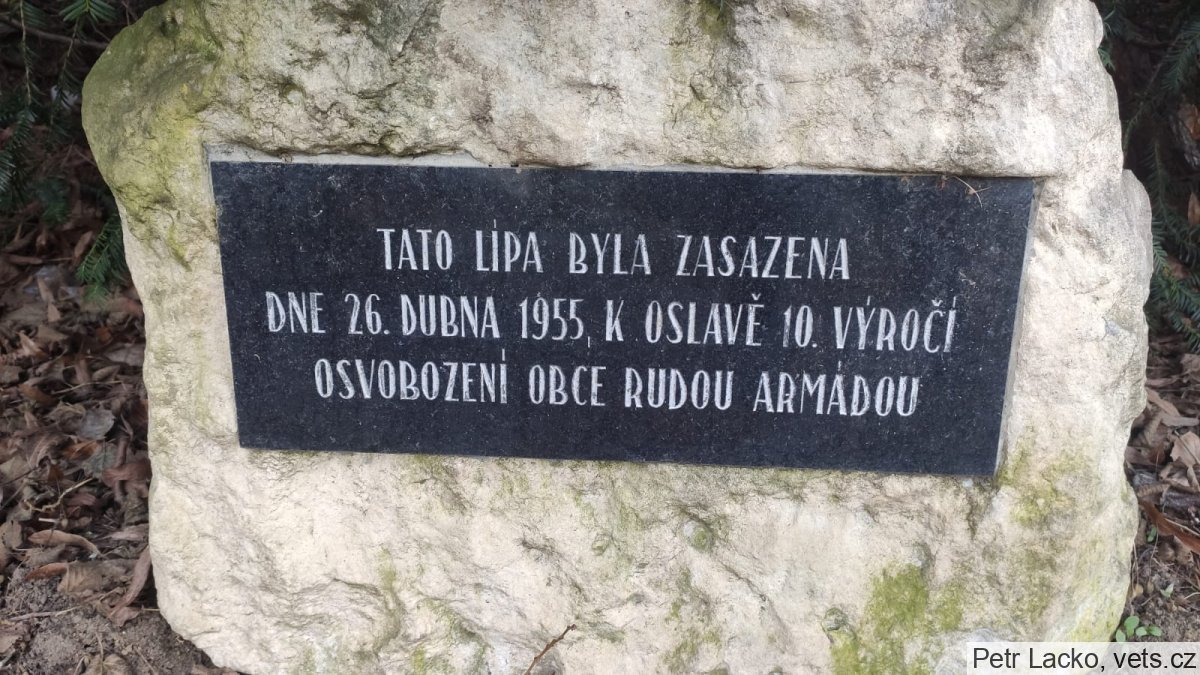 TATO LÍPA BYLA ZASAZENA
DNE 26. DUBNA 1955, K OSLAVĚ 10. VÝROČÍ
OSVOBOZENÍ OBCE RUDOU ARMÁDOU
Petr Lacko, vets.cz